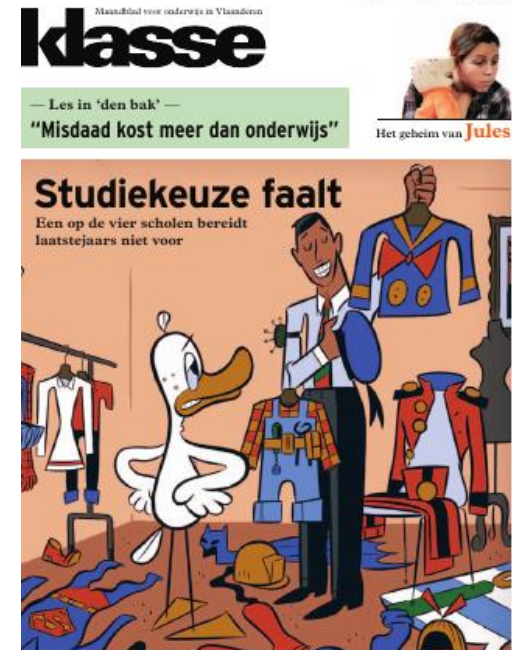 Maandblad voor onderwijs in Vlaanderen
klasse
— Les in ‘den bak’ —
“Misdaad kost meer dan onderwijs”
Het geheim van Jules
Studiekeuze faalt
Een op de vier scholen bereidt
laatstejaars niet voor